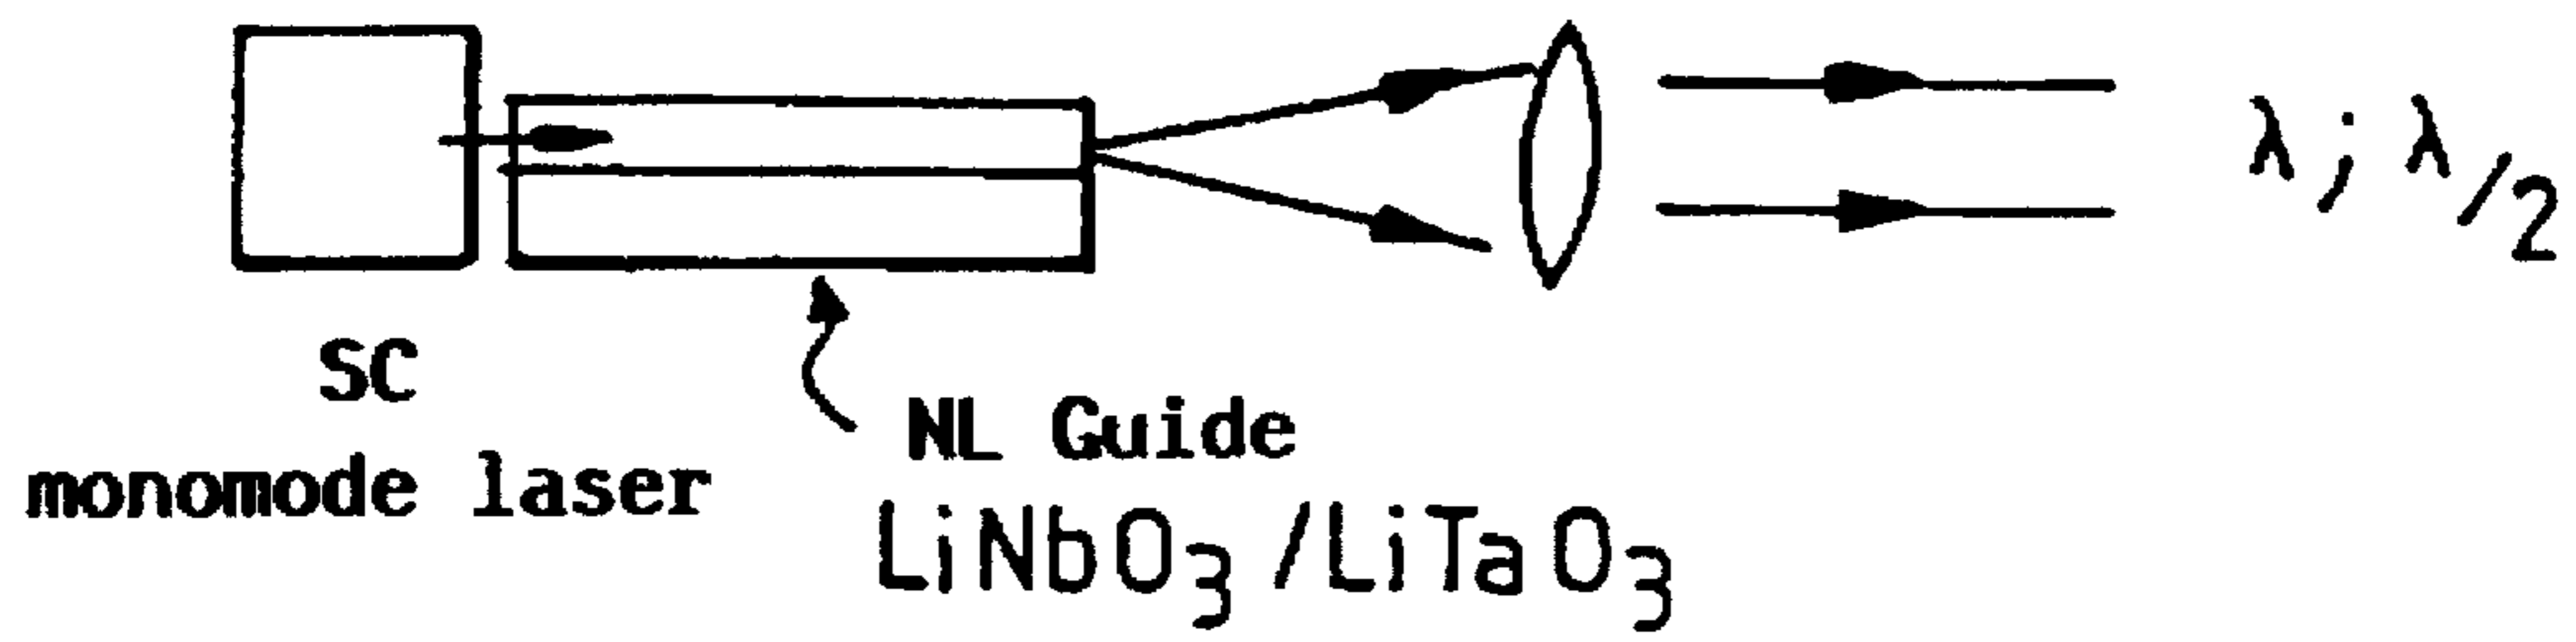 λ ; λ/2
SC
monomode laser
NL Guide
LiNbO₃/LiTaO₃